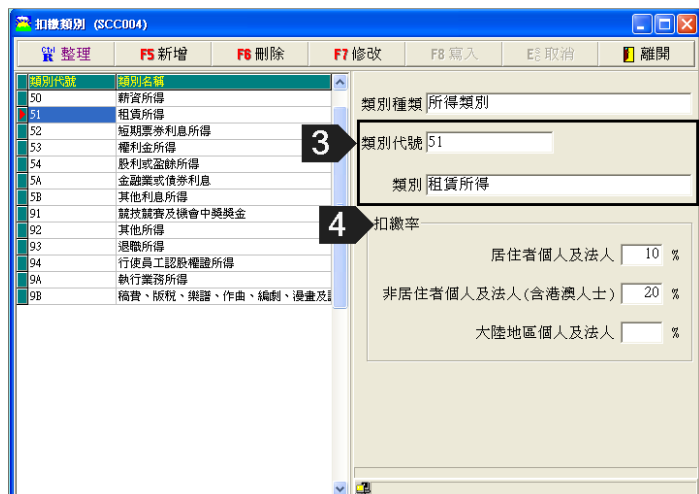 扣繳類別 (SCC004)
Ctrl R 整理 F5 新增 F6 刪除 F7 修改 F8 寫入 取消 離開
類別代號 類別名稱
50 薪資所得
51 租賃所得
52 短期票券利息所得
53 權利金所得
54 股利或盈餘所得
5A 金融業或債券利息
5B 其他利息所得
91 競技競賽及機會中獎獎金
92 其他所得
93 退職所得
94 行使員工認股權證所得
9A 執行業務所得
9B 稿費、版稅、樂譜、作曲、編劇、漫畫及
類別種類 所得類別
3 類別代號 51
類別 租賃所得
4 扣繳率
居住者個人及法人 10 %
非居住者個人及法人(含港澳人士) 20 %
大陸地區個人及法人 %